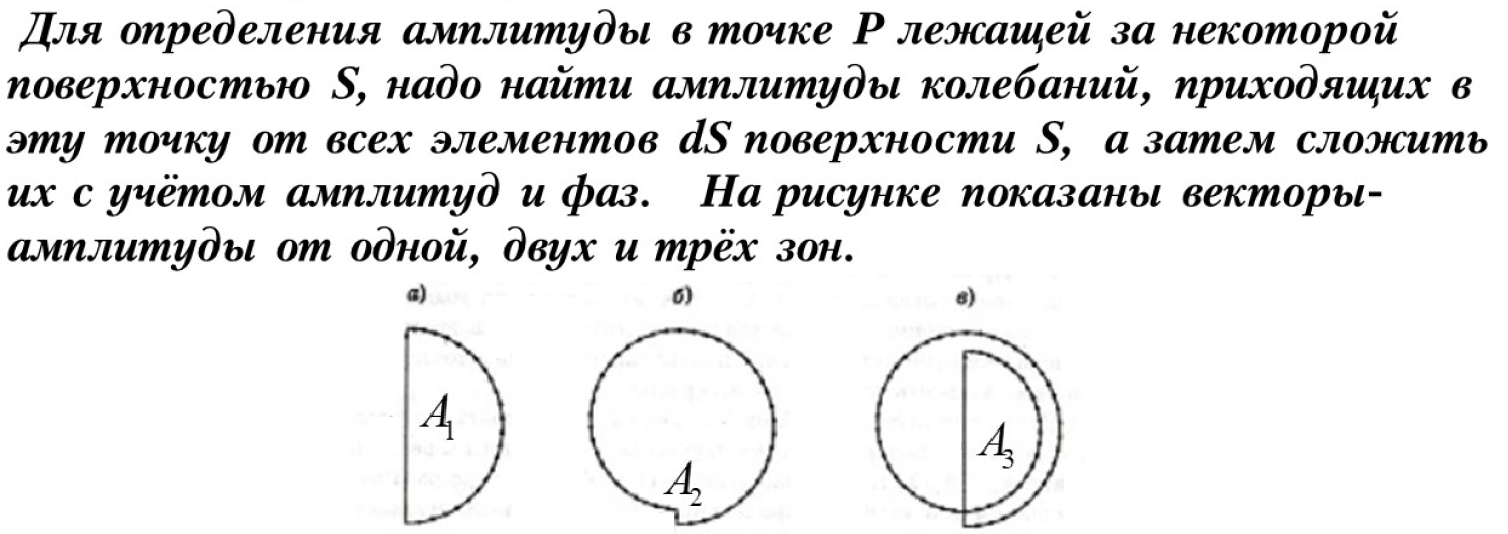 Для определения амплитуды в точке P лежащей за некоторой
поверхностью S, надо найти амплитуды колебаний, приходящих в
эту точку от всех элементов dS поверхности S, а затем сложить
их с учётом амплитуд и фаз. На рисунке показаны векторы-
амплитуды от одной, двух и трёх зон.
а) б) в)
A₁ A₂ A₃